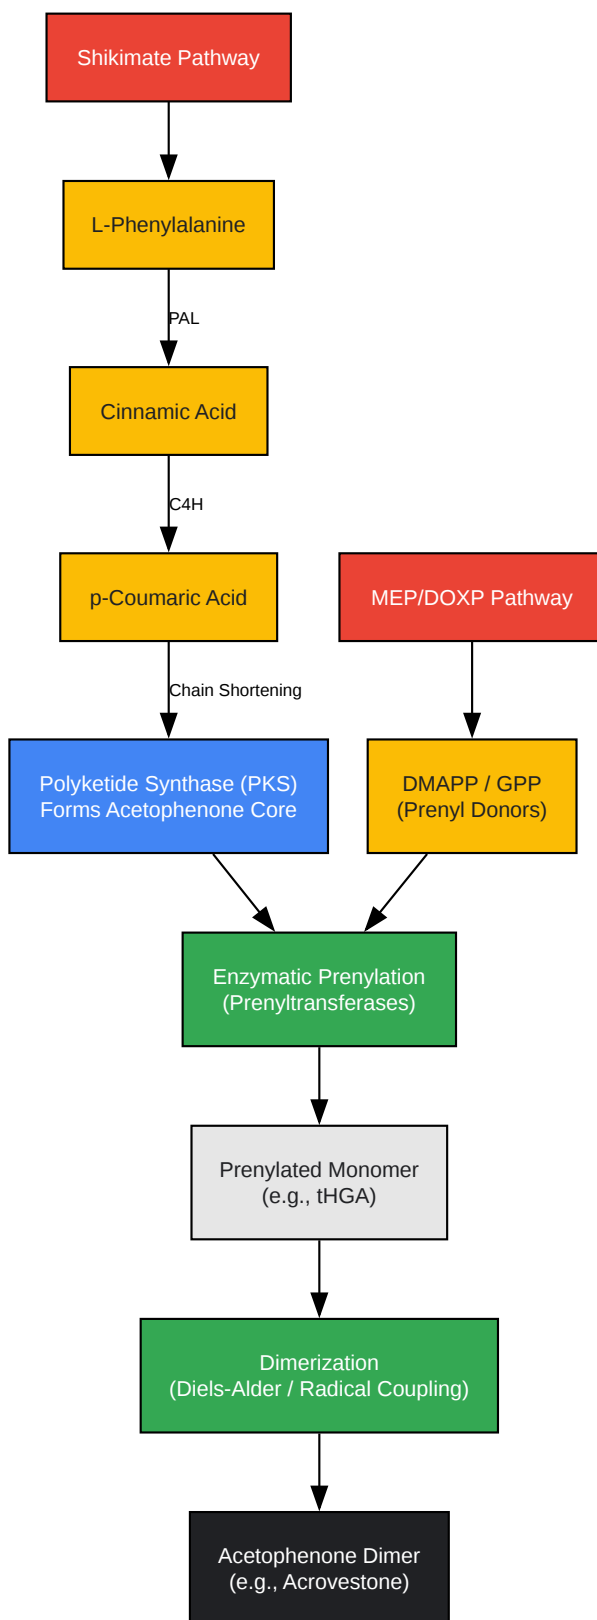 Shikimate Pathway
L-Phenylalanine
PAL
Cinnamic Acid
C4H
p-Coumaric Acid
MEP/DOXP Pathway
Chain Shortening
Polyketide Synthase (PKS)
Forms Acetophenone Core
DMAPP / GPP
(Prenyl Donors)
Enzymatic Prenylation
(Prenyltransferases)
Prenylated Monomer
(e.g., tHGA)
Dimerization
(Diels-Alder / Radical Coupling)
Acetophenone Dimer
(e.g., Acrovestone)